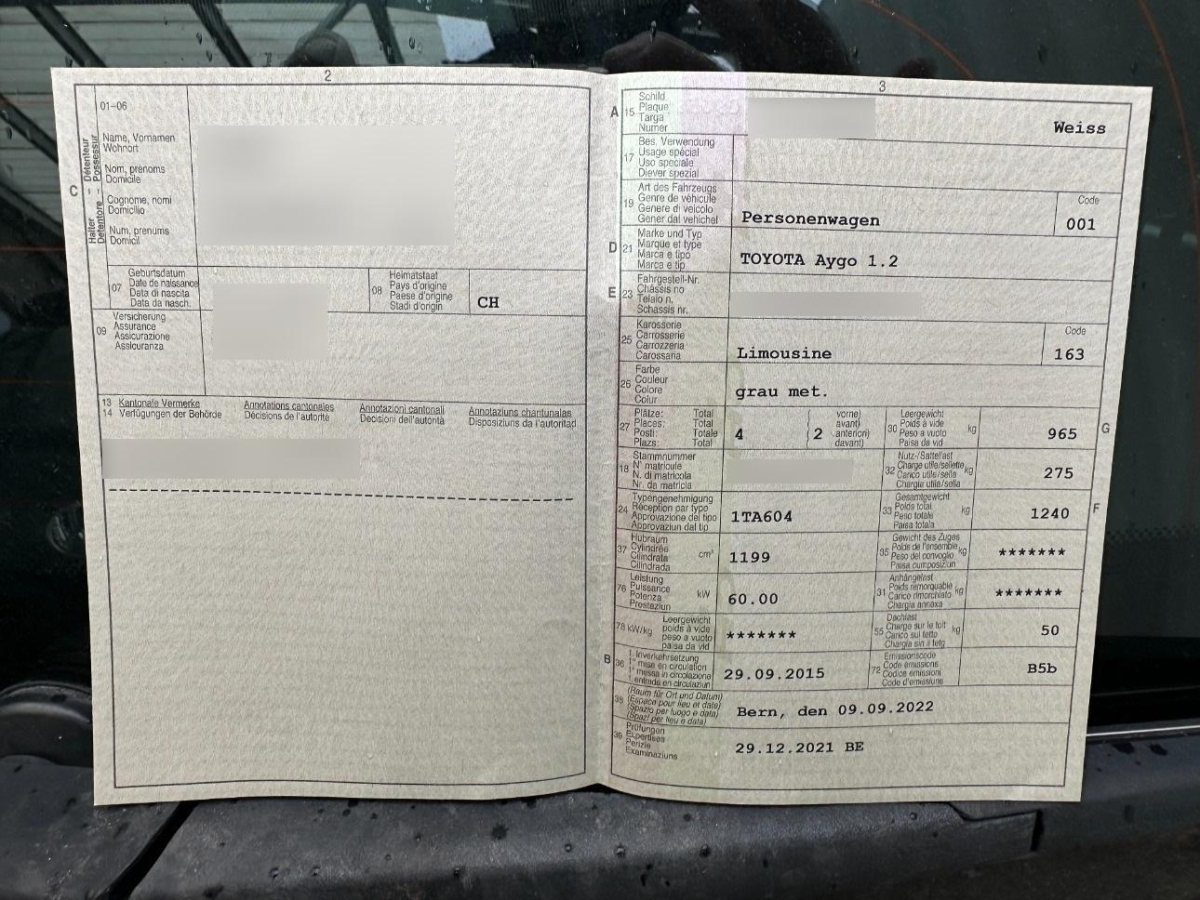 2
01-06
Halter - Détenteur
Detentore - Possessur
C
Name, Vornamen
Wohnort
Nom, prénoms
Domicile
Cognome, nomi
Domicilio
Num, prenums
Domicil
07
Geburtsdatum
Date de naissance
Data di nascita
Data da nasch.
08
Heimatstaat
Pays d'origine
Paese d'origine
Stadi d'origin
CH
09
Versicherung
Assurance
Assicurazione
Assicuranza
13 Kantonale Vermerke Annotations cantonales Annotazioni cantonali Annotaziuns chantunalas
14 Verfügungen der Behörde Décisions de l'autorité Decisioni dell'autorità Disposiziuns da l'autoritad
3
A 15
Schild
Plaque
Targa
Numer
Weiss
17
Bes. Verwendung
Usage spécial
Uso speciale
Diever spezial
19
Art des Fahrzeugs
Genre de véhicule
Genere di veicolo
Gener dal vehichel
Personenwagen
Code
001
D 21
Marke und Typ
Marque et type
Marca e tipo
Marca e tip
TOYOTA Aygo 1.2
E 23
Fahrgestell-Nr.
Châssis no
Telaio n.
Schassis nr.
25
Karosserie
Carrosserie
Carrozzeria
Carossaria
Limousine
Code
163
26
Farbe
Couleur
Colore
Colur
grau met.
27
Plätze: Total
Places: Total
Posti: Totale
Plazs: Total
4
2
vorne)
avant)
anteriori)
davant)
30
Leergewicht
Poids à vide
Peso a vuoto
Paisa da vid
kg
965
G
18
Stammnummer
N° matricule
N. di matricola
Nr. da matricla
32
Nutz-/Sattellast
Charge utile/sellette
Carico utile/sella
Chargia utila/sella
kg
275
24
Typengenehmigung
Réception par type
Approvazione del tipo
Approvaziun dal tip
1TA604
33
Gesamtgewicht
Poids total
Peso totale
Paisa totala
kg
1240
F
37
Hubraum
Cylindrée
Cilindrata
Cilindrada
cm³
1199
35
Gewicht des Zuges
Poids de l'ensemble
Peso del convoglio
Paisa cumposiziun
kg
*******
76
Leistung
Puissance
Potenza
Prestaziun
kW
60.00
31
Anhängelast
Poids remorquable
Carico rimorchiato
Chargia annexa
kg
*******
78 kW/kg
Leergewicht
poids à vide
peso a vuoto
paisa da vid
*******
55
Dachlast
Charge sur le toit
Carico sul tetto
Chargia sin il tetg
kg
50
B 36
1. Inverkehrsetzung
1re mise en circulation
1a messa in circolazione
1. entrada en circulaziun
29.09.2015
72
Emissionscode
Code émissions
Codice emissioni
Code d'emissiuns
B5b
38
(Raum für Ort und Datum)
(Espace pour lieu et date)
(Spazio per luogo e data)
(Spazi per lieu e data)
Bern, den 09.09.2022
39
Prüfungen
Expertises
Perizie
Examinaziuns
29.12.2021 BE